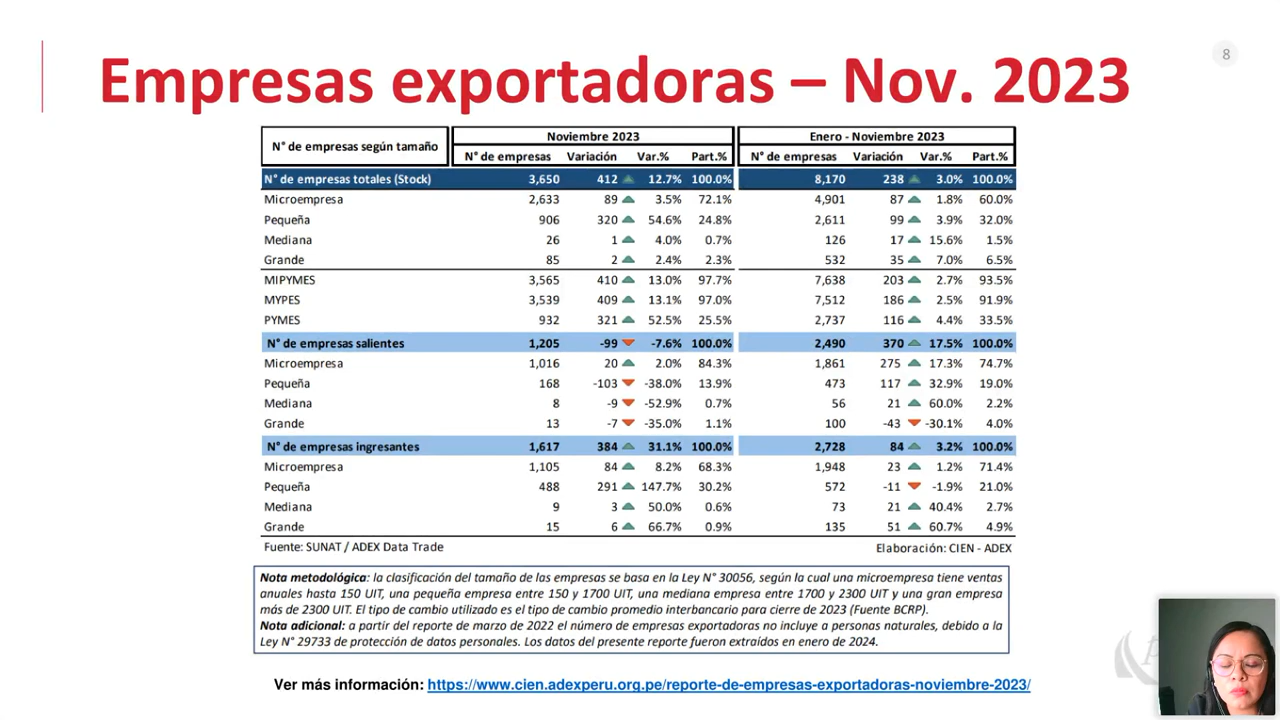 8
Empresas exportadoras – Nov. 2023
N° de empresas según tamaño Noviembre 2023 Enero - Noviembre 2023
N° de empresas Variación Var.% Part.% N° de empresas Variación Var.% Part.%
N° de empresas totales (Stock) 3,650 412 12.7% 100.0% 8,170 238 3.0% 100.0%
Microempresa 2,633 89 3.5% 72.1% 4,901 87 1.8% 60.0%
Pequeña 906 320 54.6% 24.8% 2,611 99 3.9% 32.0%
Mediana 26 1 4.0% 0.7% 126 17 15.6% 1.5%
Grande 85 2 2.4% 2.3% 532 35 7.0% 6.5%
MIPYMES 3,565 410 13.0% 97.7% 7,638 203 2.7% 93.5%
MYPES 3,539 409 13.1% 97.0% 7,512 186 2.5% 91.9%
PYMES 932 321 52.5% 25.5% 2,737 116 4.4% 33.5%
N° de empresas salientes 1,205 -99 -7.6% 100.0% 2,490 370 17.5% 100.0%
Microempresa 1,016 20 2.0% 84.3% 1,861 275 17.3% 74.7%
Pequeña 168 -103 -38.0% 13.9% 473 117 32.9% 19.0%
Mediana 8 -9 -52.9% 0.7% 56 21 60.0% 2.2%
Grande 13 -7 -35.0% 1.1% 100 -43 -30.1% 4.0%
N° de empresas ingresantes 1,617 384 31.1% 100.0% 2,728 84 3.2% 100.0%
Microempresa 1,105 84 8.2% 68.3% 1,948 23 1.2% 71.4%
Pequeña 488 291 147.7% 30.2% 572 -11 -1.9% 21.0%
Mediana 9 3 50.0% 0.6% 73 21 40.4% 2.7%
Grande 15 6 66.7% 0.9% 135 51 60.7% 4.9%
Fuente: SUNAT / ADEX Data Trade Elaboración: CIEN - ADEX
Nota metodológica: la clasificación del tamaño de las empresas se basa en la Ley N° 30056, según la cual una microempresa tiene ventas
anuales hasta 150 UIT, una pequeña empresa entre 150 y 1700 UIT, una mediana empresa entre 1700 y 2300 UIT y una gran empresa
más de 2300 UIT. El tipo de cambio utilizado es el tipo de cambio promedio interbancario para cierre de 2023 (Fuente BCRP).
Nota adicional: a partir del reporte de marzo de 2022 el número de empresas exportadoras no incluye a personas naturales, debido a la
Ley N° 29733 de protección de datos personales. Los datos del presente reporte fueron extraídos en enero de 2024.
Ver más información: https://www.cien.adexperu.org.pe/reporte-de-empresas-exportadoras-noviembre-2023/